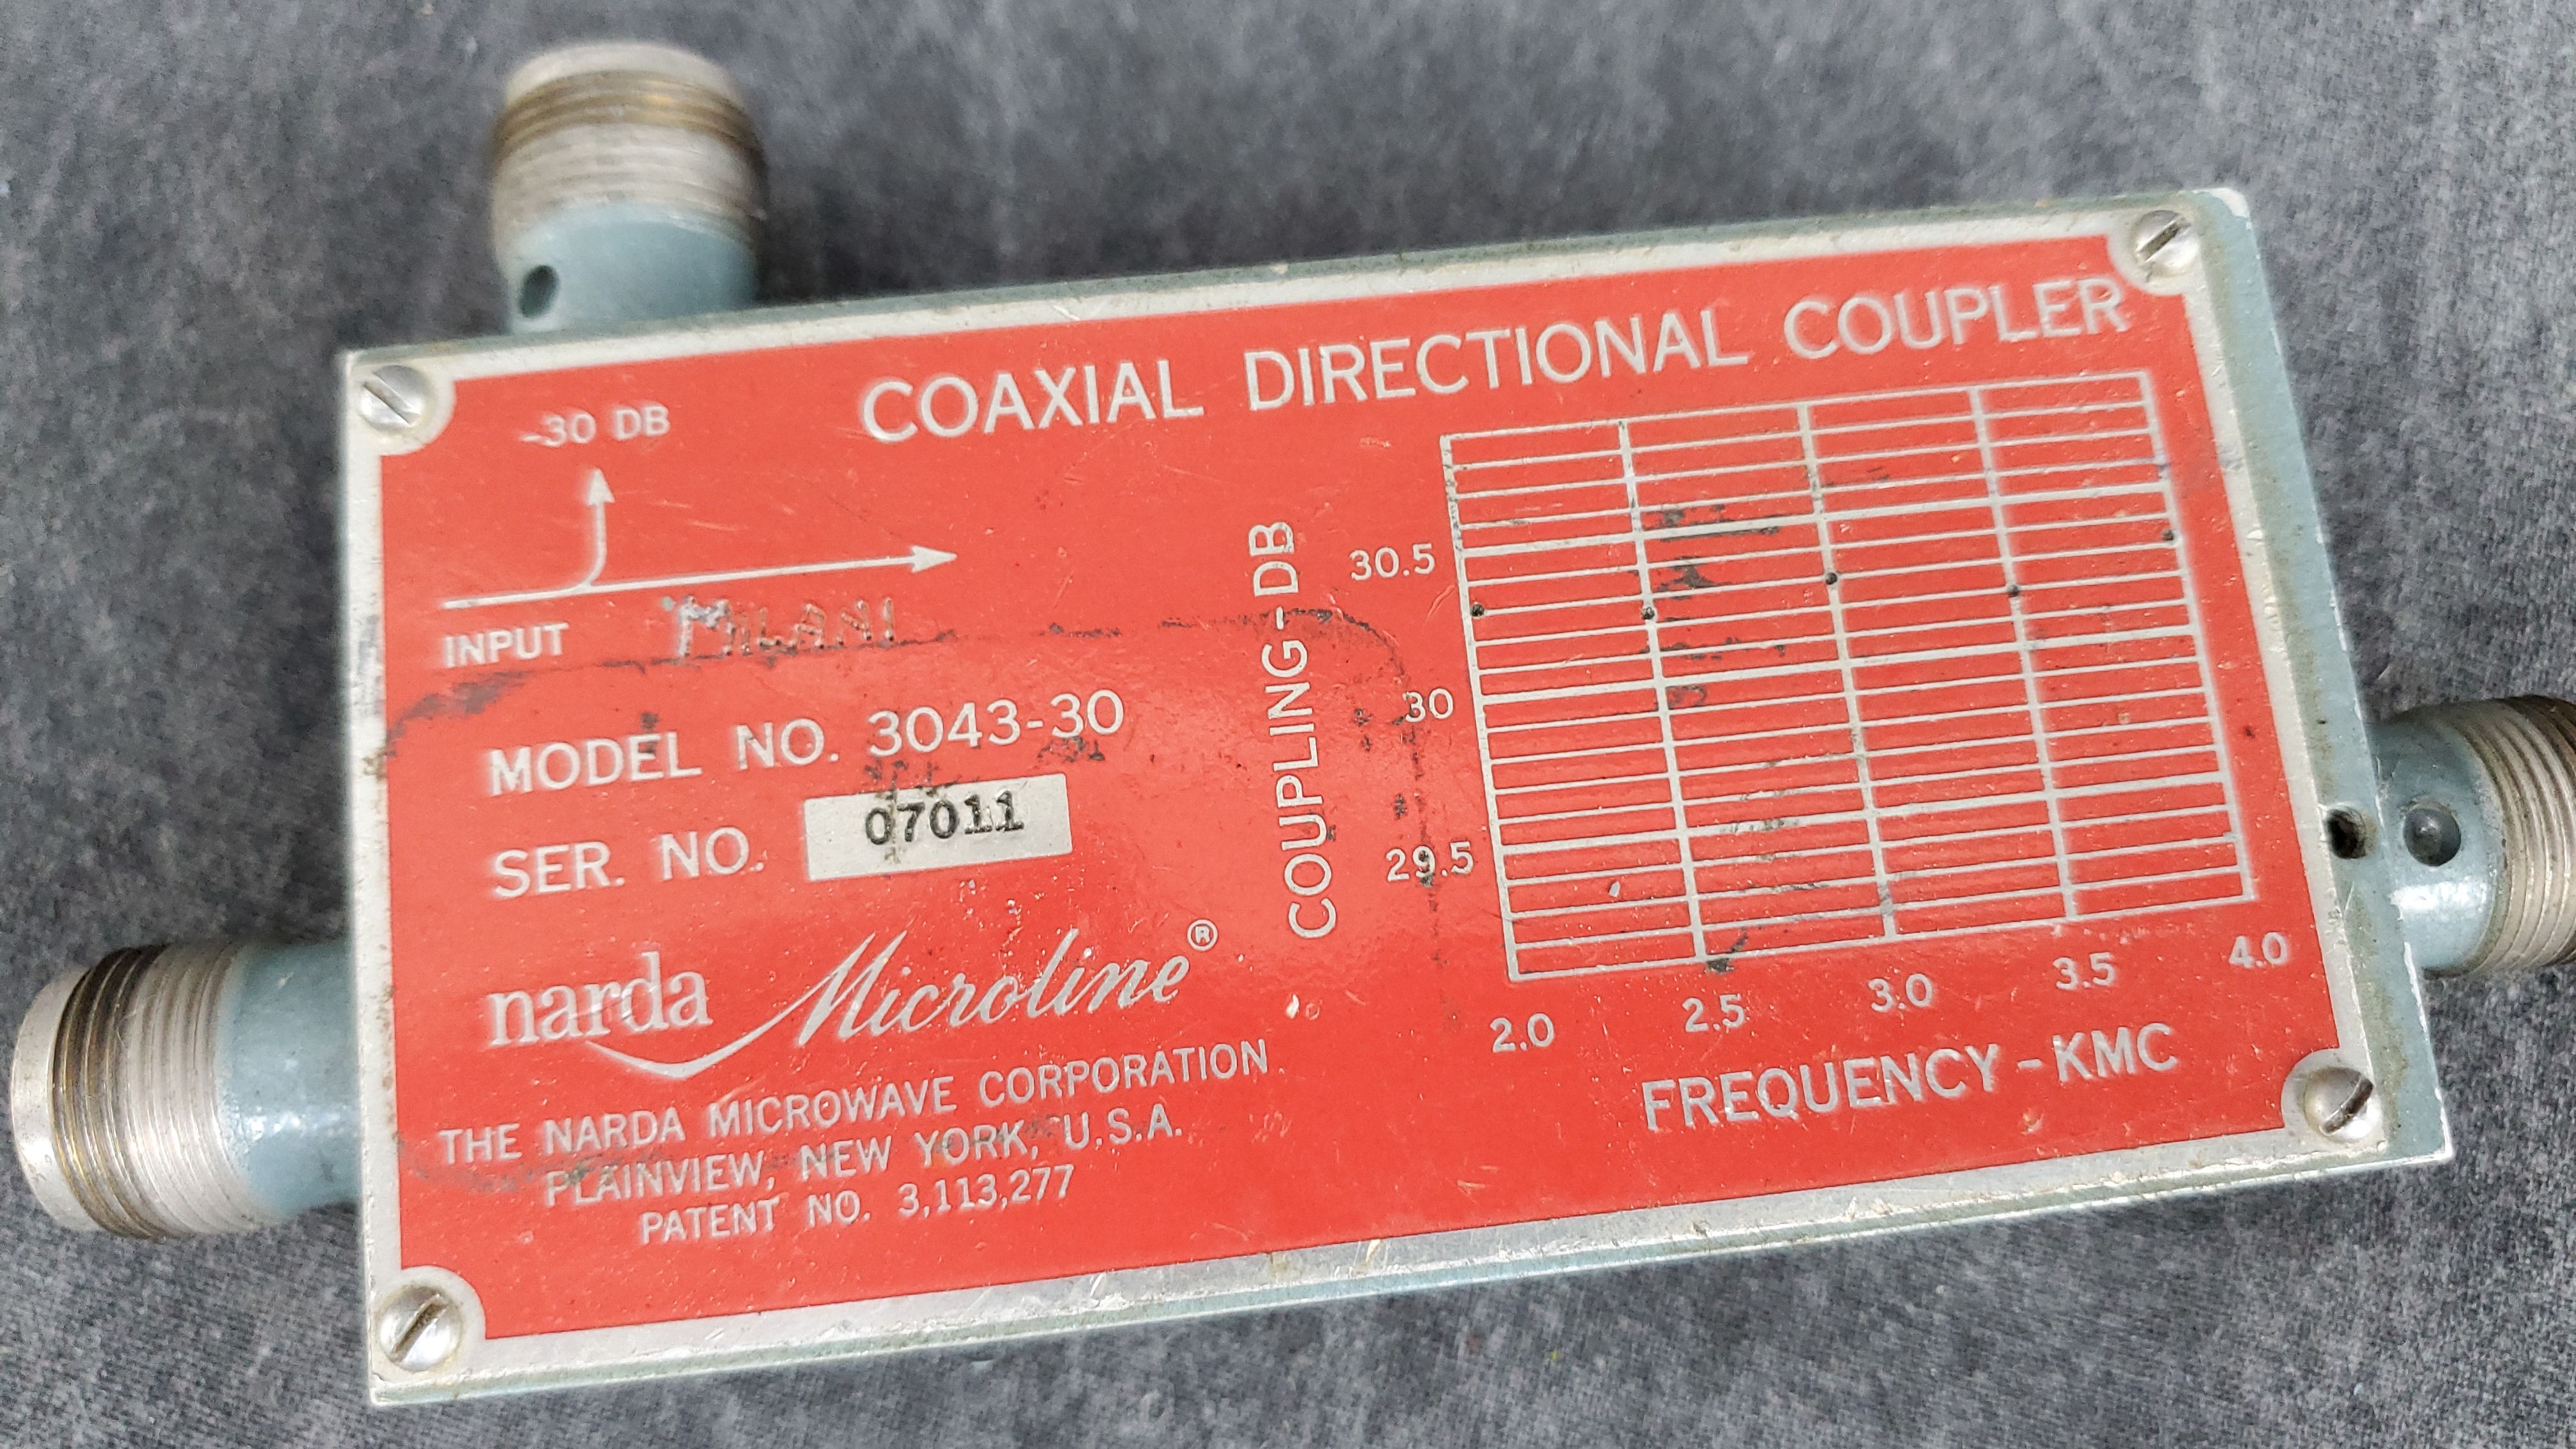 COAXIAL DIRECTIONAL COUPLER
-30 DB
INPUT
MILANI
MODEL NO. 3043-30
SER. NO. 07011
narda Microline®
THE NARDA MICROWAVE CORPORATION
PLAINVIEW, NEW YORK, U.S.A.
PATENT NO. 3,113,277
COUPLING-DB
30.5
30
29.5
2.0 2.5 3.0 3.5 4.0
FREQUENCY-KMC